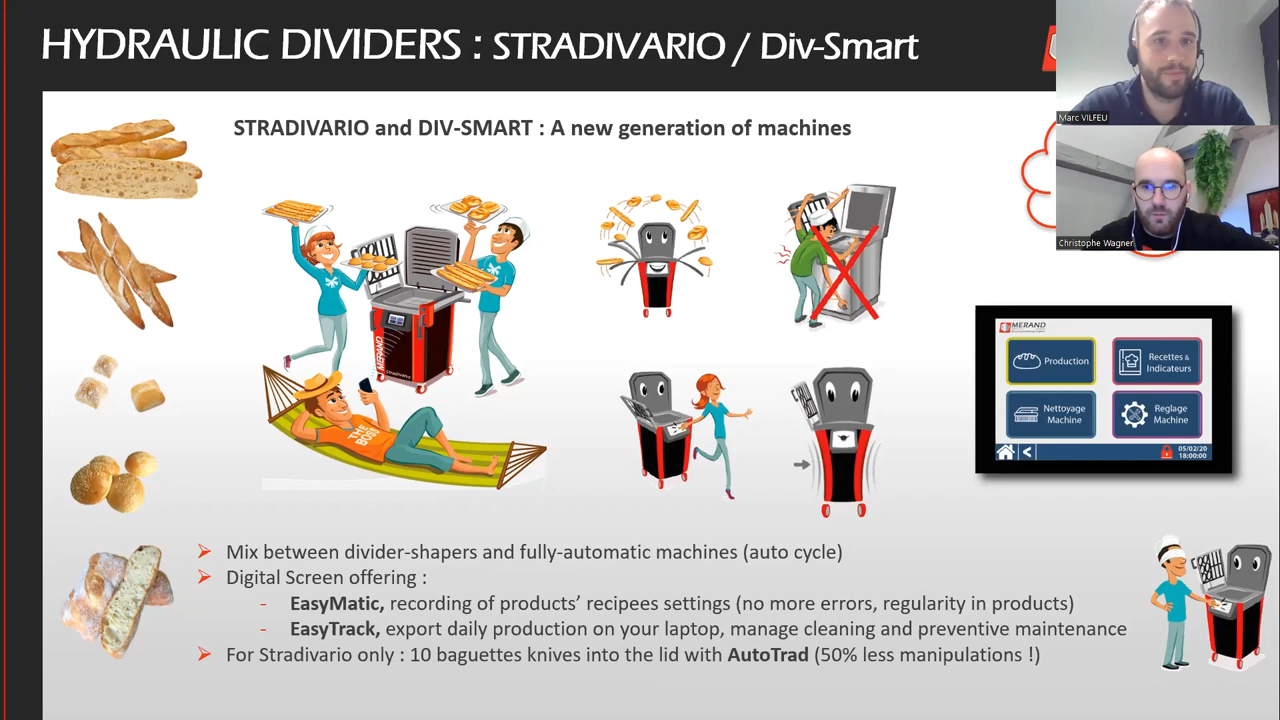 HYDRAULIC DIVIDERS : STRADIVARIO / Div-Smart
Marc VILFEU
Christophe Wagner
STRADIVARIO and DIV-SMART : A new generation of machines
MERAND
Stradivario
THE BOSS
MERAND
Production
Recettes &
Indicateurs
Nettoyage
Machine
Reglage
Machine
<
05/02/20
18:00:00
Mix between divider-shapers and fully-automatic machines (auto cycle)
Digital Screen offering :
- EasyMatic, recording of products' recipees settings (no more errors, regularity in products)
- EasyTrack, export daily production on your laptop, manage cleaning and preventive maintenance
For Stradivario only : 10 baguettes knives into the lid with AutoTrad (50% less manipulations !)